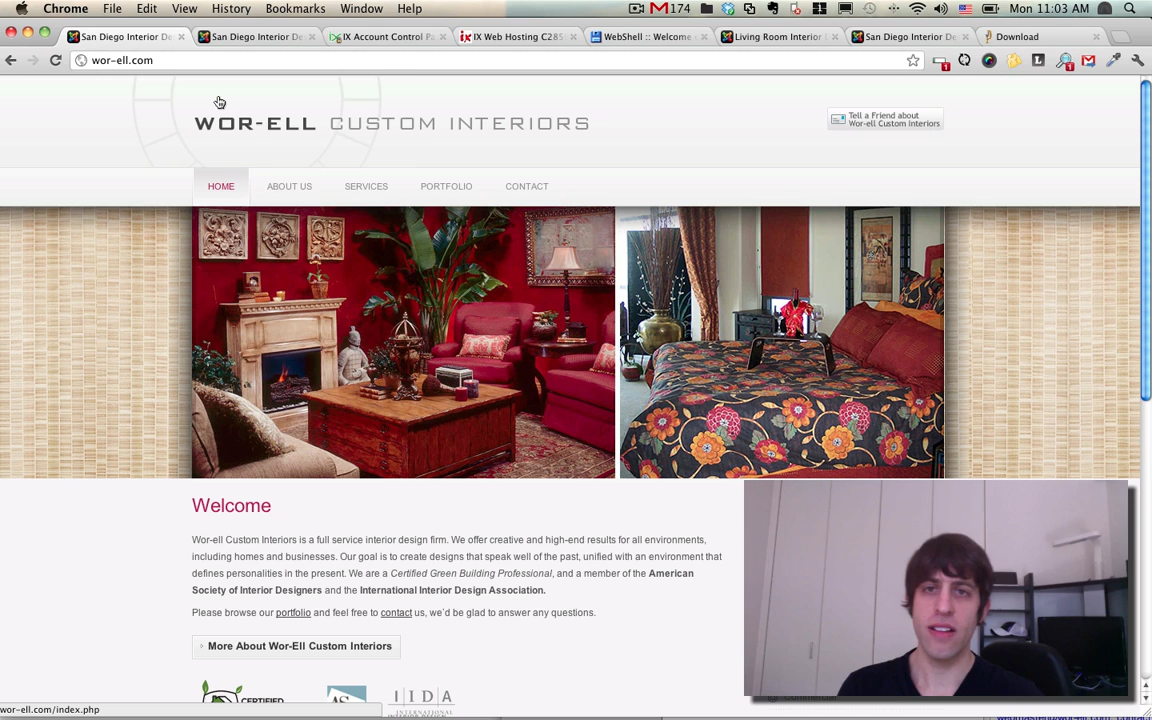 Chrome File Edit View History Bookmarks Window Help 174 Mon 11:03 AM
San Diego Interior De San Diego Interior De IX Account Control Pa IX Web Hosting C285 WebShell :: Welcome Living Room Interior San Diego Interior De Download
wor-ell.com
1 1
WOR-ELL CUSTOM INTERIORS
Tell a Friend about
Wor-ell Custom Interiors
HOME ABOUT US SERVICES PORTFOLIO CONTACT
Welcome
Wor-ell Custom Interiors is a full service interior design firm. We offer creative and high-end results for all environments,
including homes and businesses. Our goal is to create designs that speak well of the past, unified with an environment that
defines personalities in the present. We are a Certified Green Building Professional, and a member of the American
Society of Interior Designers and the International Interior Design Association.
Please browse our portfolio and feel free to contact us, we'd be glad to answer any questions.
More About Wor-Ell Custom Interiors
CERTIFIED AS IIDA
INTERNATIONAL
wor-ell.com/index.php